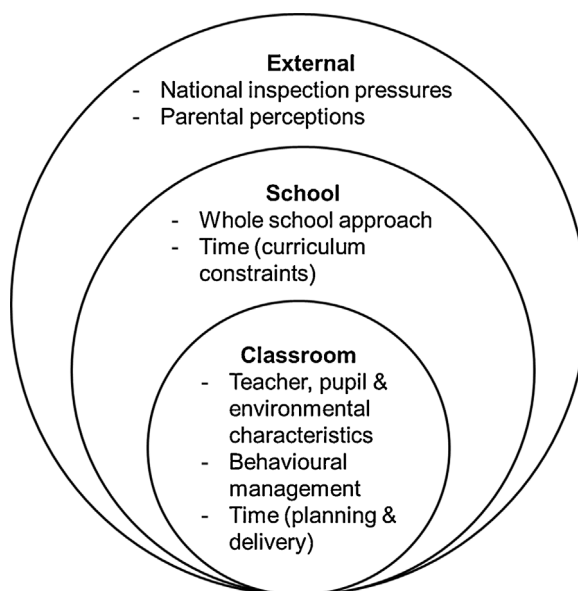 External
- National inspection pressures
- Parental perceptions
School
- Whole school approach
- Time (curriculum
constraints)
Classroom
- Teacher, pupil &
environmental
characteristics
- Behavioural
management
- Time (planning &
delivery)